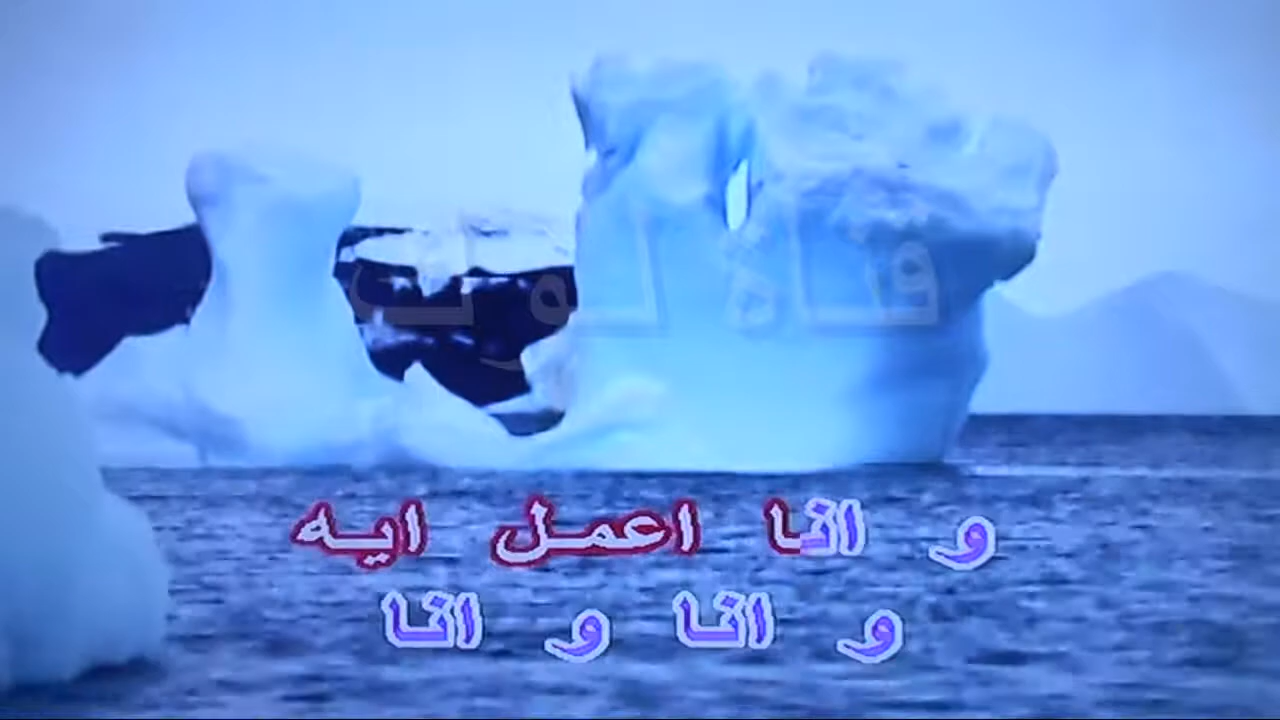 و انا اعمل ايه
و انا و انا